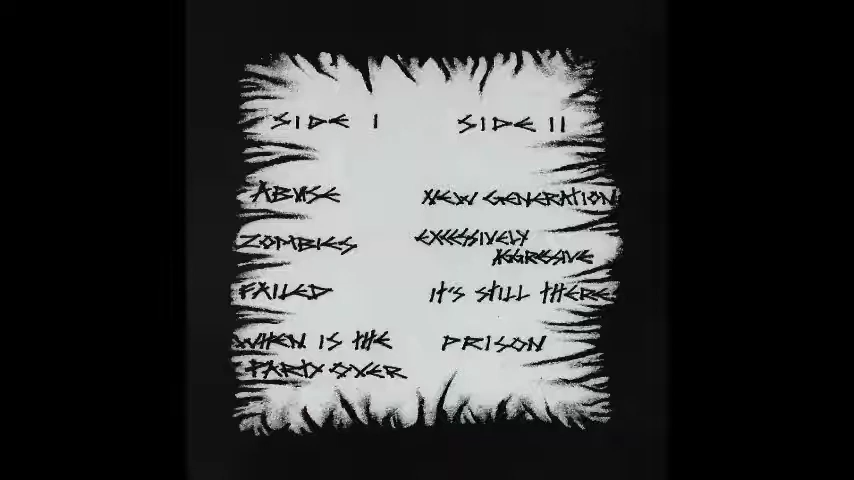 SIDE I
ABUSE
ZOMBIES
FAILED
WHEN IS THE
PARTY OVER
SIDE II
NEW GENERATION
EXCESSIVELY
AGGRESSIVE
IT'S STILL THERE
PRISON